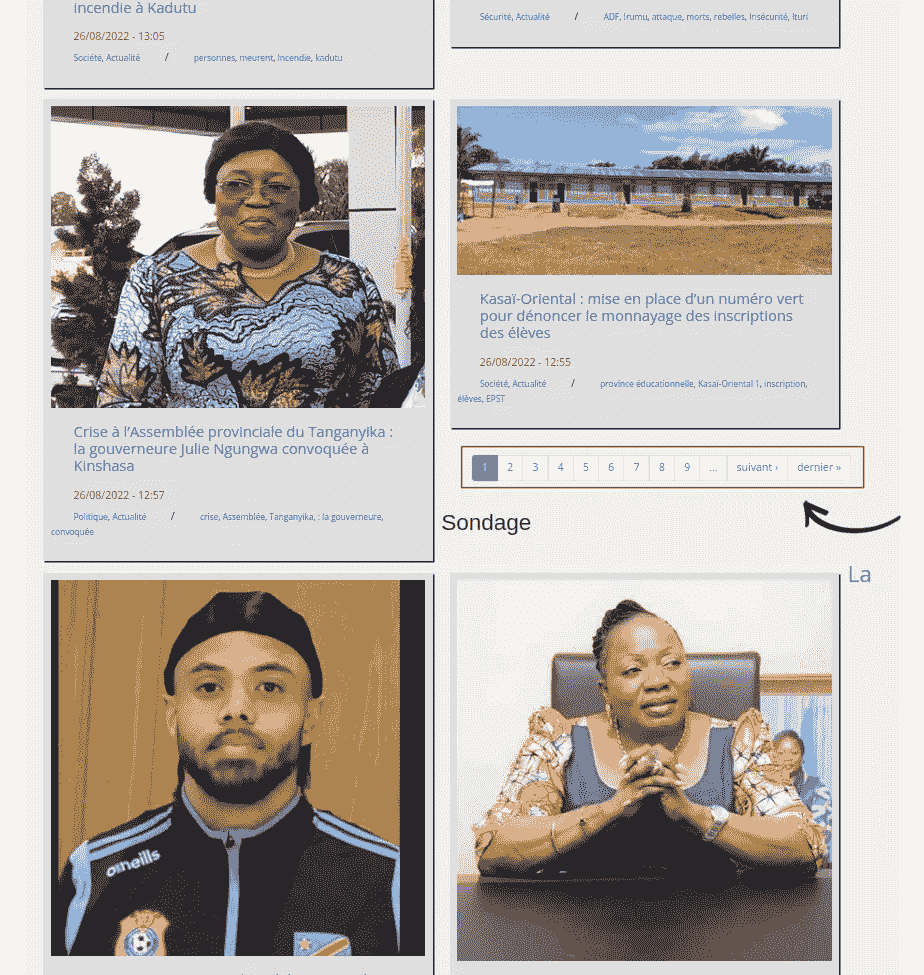 incendie à Kadutu
26/08/2022 - 13:05
Société, Actualité / personnes, meurent, Incendie, kadutu
Sécurité, Actualité / ADF, Irumu, attaque, morts, rebelles, Insécurité, Ituri
Crise à l'Assemblée provinciale du Tanganyika :
la gouverneure Julie Ngungwa convoquée à
Kinshasa
26/08/2022 - 12:57
Politique, Actualité / crise, Assemblée, Tanganyika, : la gouverneure,
convoquée
Kasaï-Oriental : mise en place d'un numéro vert
pour dénoncer le monnayage des inscriptions
des élèves
26/08/2022 - 12:55
Société, Actualité / province éducationnelle, Kasaï-Oriental 1, inscription,
élèves, EPST
1 2 3 4 5 6 7 8 9 ... suivant › dernier »
Sondage
La
o'neills